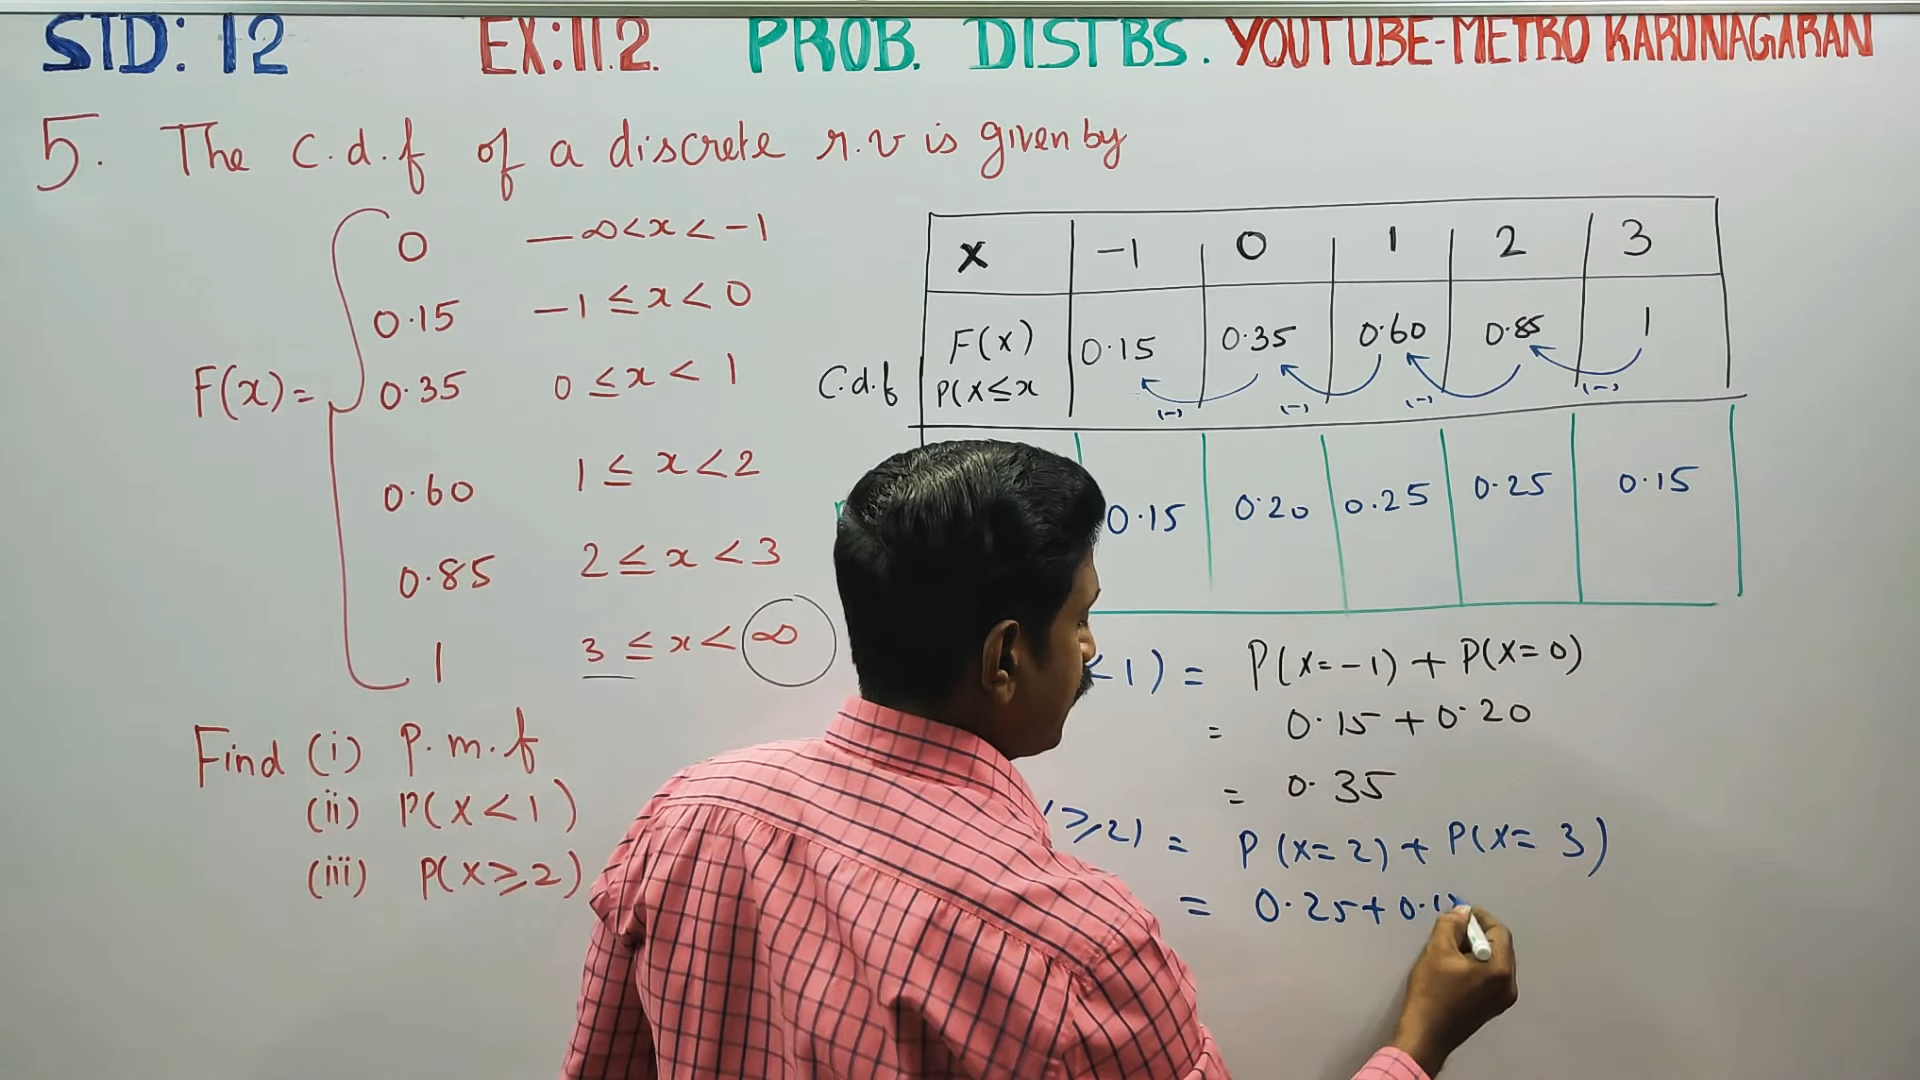 STD: 12 EX:11.2. PROB. DISTBS. YOUTUBE-METRO KARUNAGARAN
5. The c.d.f of a discrete r.v is given by
F(x)=
0 -∞<x<-1
0.15 -1≤x<0
0.35 0≤x<1
0.60 1≤x<2
0.85 2≤x<3
1 3≤x<∞
Find (i) P.m.f
(ii) P(x<1)
(iii) P(x≥2)
X -1 0 1 2 3
C.d.f F(x) P(X≤x 0.15 0.35 0.60 0.85 1
(-) (-) (-) (-)
0.15 0.20 0.25 0.25 0.15
<1) = P(x=-1) + P(x=0)
= 0.15+0.20
= 0.35
≥2) = P(x=2)+P(x=3)
= 0.25+0.1